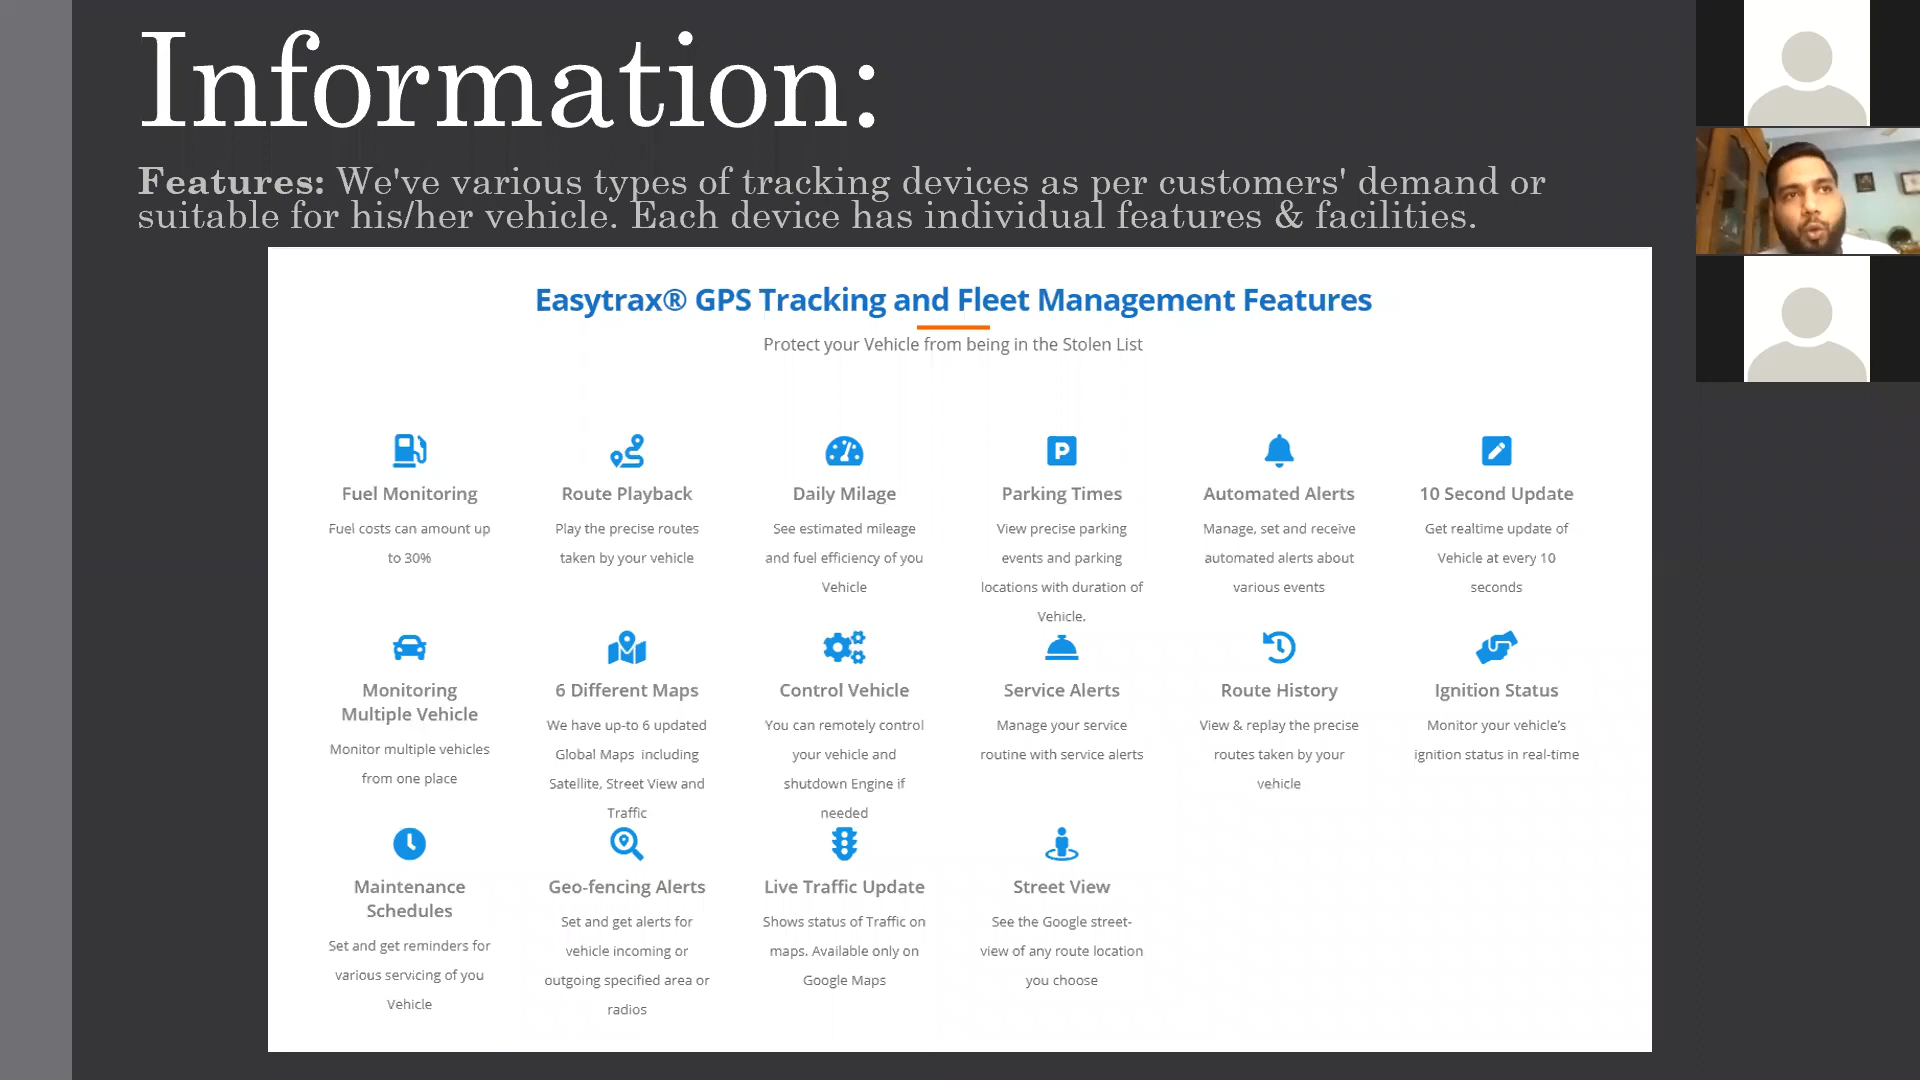 Information:
Features: We've various types of tracking devices as per customers' demand or
suitable for his/her vehicle. Each device has individual features & facilities.
Easytrax® GPS Tracking and Fleet Management Features
Protect your Vehicle from being in the Stolen List
Fuel Monitoring
Fuel costs can amount up
to 30%
Route Playback
Play the precise routes
taken by your vehicle
Daily Milage
See estimated mileage
and fuel efficiency of you
Vehicle
P
Parking Times
View precise parking
events and parking
locations with duration of
Vehicle.
Automated Alerts
Manage, set and receive
automated alerts about
various events
10 Second Update
Get realtime update of
Vehicle at every 10
seconds
Monitoring
Multiple Vehicle
Monitor multiple vehicles
from one place
6 Different Maps
We have up-to 6 updated
Global Maps including
Satellite, Street View and
Traffic
Control Vehicle
You can remotely control
your vehicle and
shutdown Engine if
needed
Service Alerts
Manage your service
routine with service alerts
Route History
View & replay the precise
routes taken by your
vehicle
Ignition Status
Monitor your vehicle's
ignition status in real-time
Maintenance
Schedules
Set and get reminders for
various servicing of you
Vehicle
Geo-fencing Alerts
Set and get alerts for
vehicle incoming or
outgoing specified area or
radios
Live Traffic Update
Shows status of Traffic on
maps. Available only on
Google Maps
Street View
See the Google street-
view of any route location
you choose